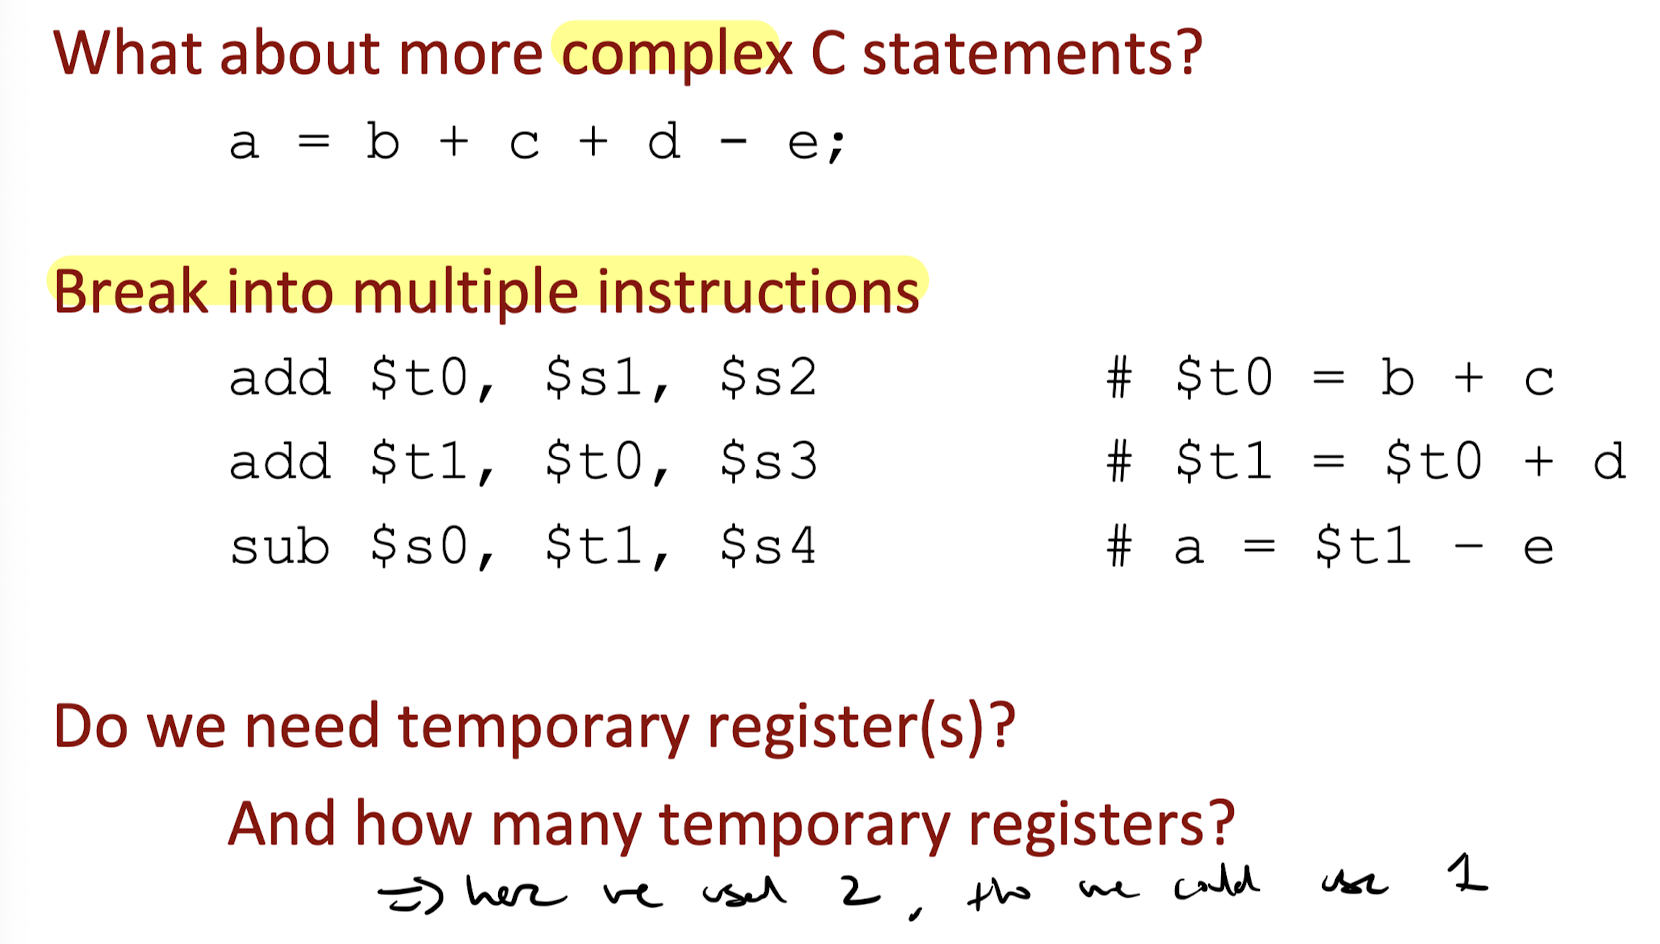 What about more complex C statements?
a = b + c + d - e;
Break into multiple instructions
add $t0, $s1, $s2 # $t0 = b + c
add $t1, $t0, $s3 # $t1 = $t0 + d
sub $s0, $t1, $s4 # a = $t1 - e
Do we need temporary register(s)?
And how many temporary registers?
=> here we used 2, tho we could use 1